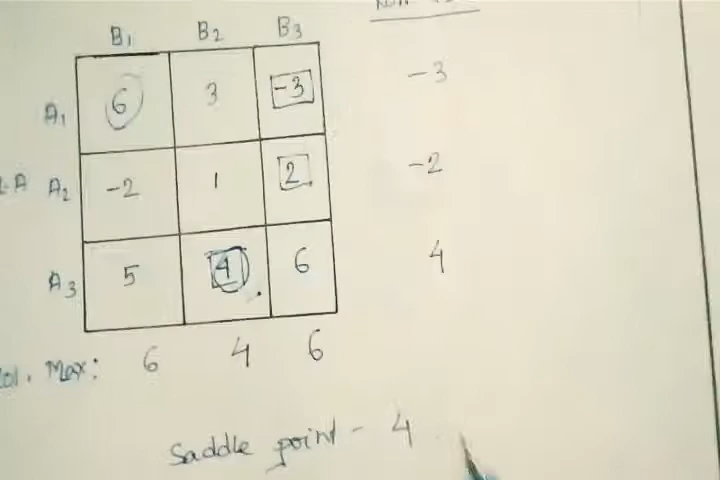 B1 B2 B3
A1 6 3 -3 -3
A A2 -2 1 2 -2
A3 5 4 6 4
Max: 6 4 6
Saddle point - 4